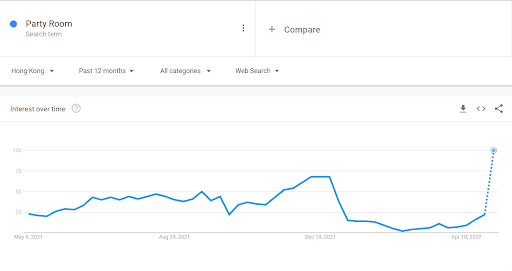 Party Room
Search term
+ Compare
Hong Kong
Past 12 months
All categories
Web Search
Interest over time
100
75
50
25
May 9, 2021
Aug 29, 2021
Dec 19, 2021
Apr 10, 2022